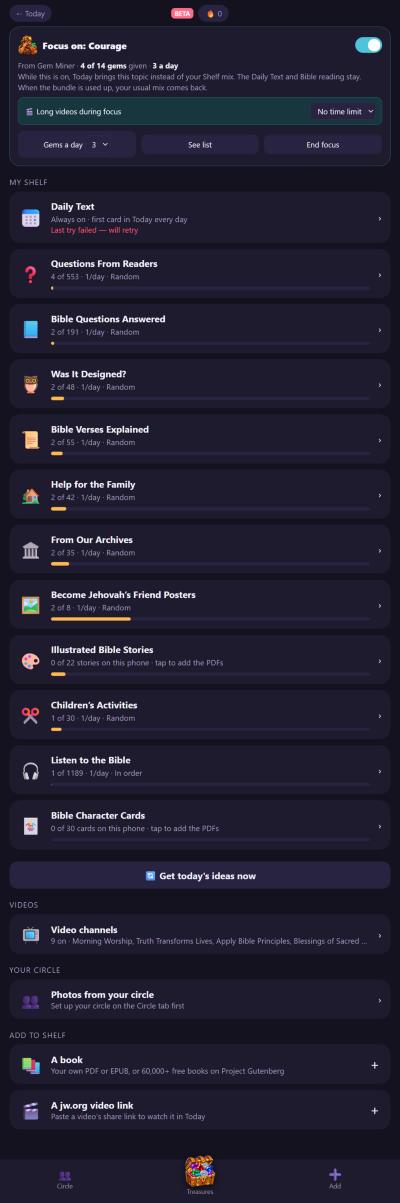 ← Today
BETA
🔥 0
Focus on: Courage
From Gem Miner · 4 of 14 gems given · 3 a day
While this is on, Today brings this topic instead of your Shelf mix. The Daily Text and Bible reading stay.
When the bundle is used up, your usual mix comes back.
🎬 Long videos during focus
No time limit
Gems a day 3
See list
End focus
MY SHELF
Daily Text
Always on · first card in Today every day
Last try failed — will retry
Questions From Readers
4 of 553 · 1/day · Random
Bible Questions Answered
2 of 191 · 1/day · Random
Was It Designed?
2 of 48 · 1/day · Random
Bible Verses Explained
2 of 55 · 1/day · Random
Help for the Family
2 of 42 · 1/day · Random
From Our Archives
2 of 35 · 1/day · Random
Become Jehovah's Friend Posters
2 of 8 · 1/day · Random
Illustrated Bible Stories
0 of 22 stories on this phone · tap to add the PDFs
Children's Activities
1 of 30 · 1/day · Random
Listen to the Bible
1 of 1189 · 1/day · In order
Bible Character Cards
0 of 30 cards on this phone · tap to add the PDFs
Get today's ideas now
VIDEOS
Video channels
9 on · Morning Worship, Truth Transforms Lives, Apply Bible Principles, Blessings of Sacred ...
YOUR CIRCLE
Photos from your circle
Set up your circle on the Circle tab first
ADD TO SHELF
A book
Your own PDF or EPUB, or 60,000+ free books on Project Gutenberg
A jw.org video link
Paste a video's share link to watch it in Today
Circle
Treasures
Add